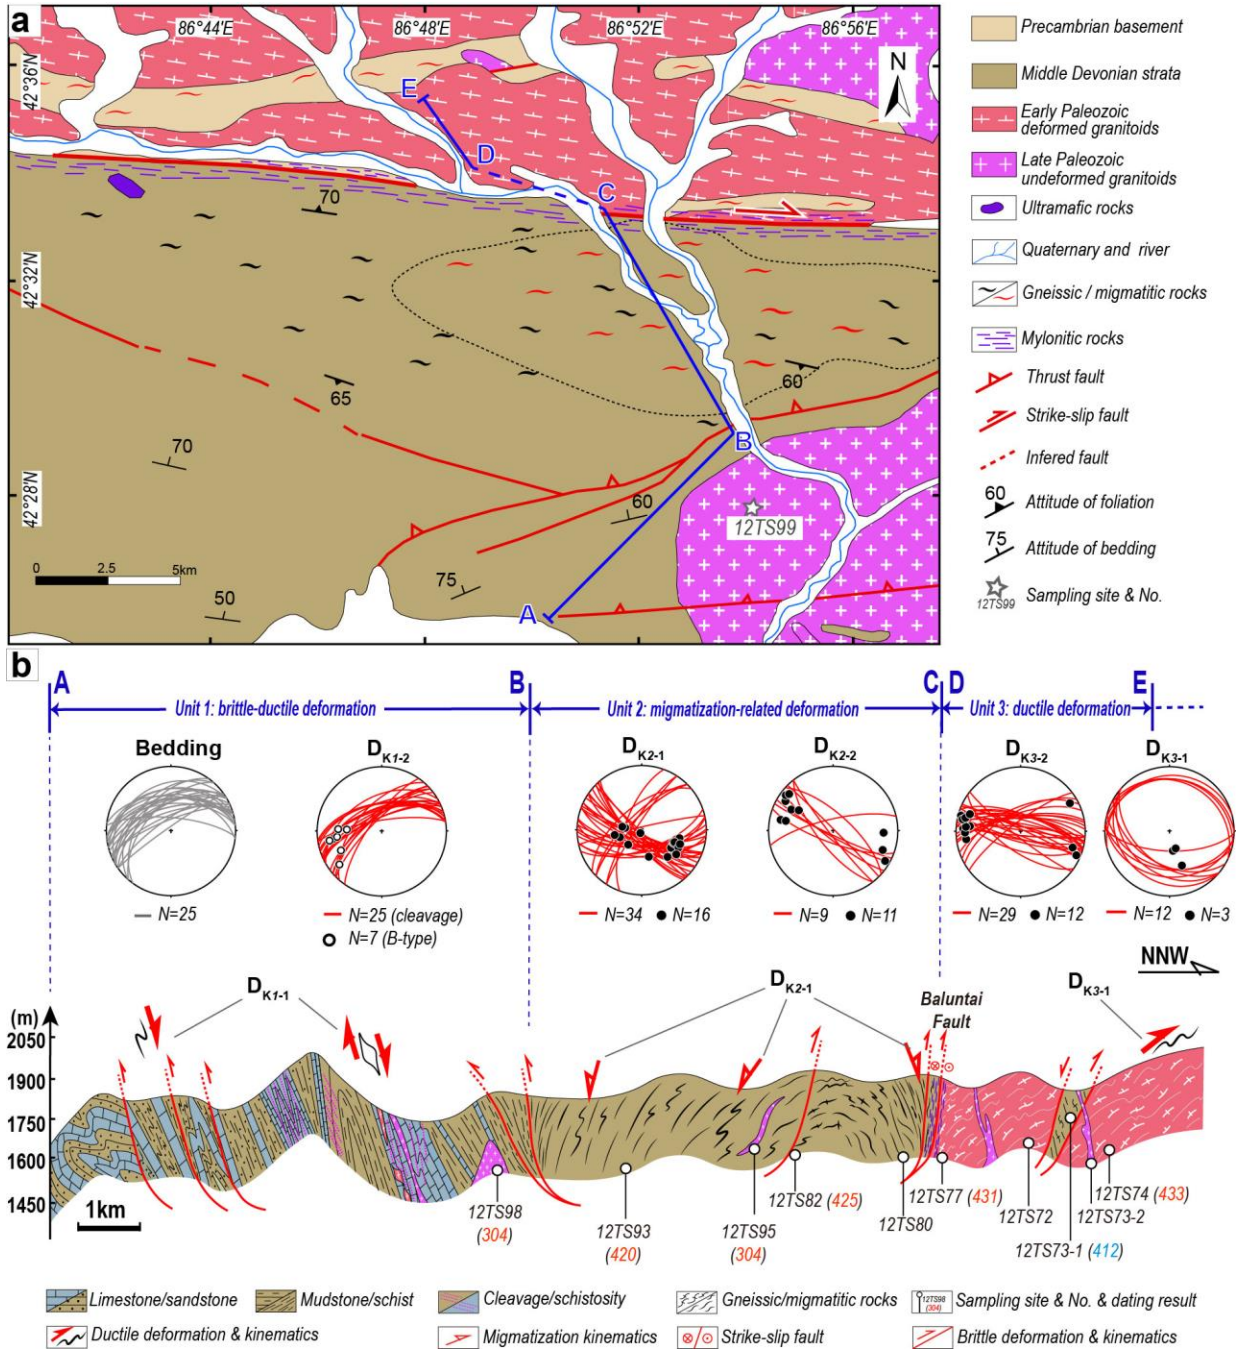 a
86°44'E
86°48'E
86°52'E
86°56'E
42°36'N
42°32'N
42°28'N
N
E
D
C
B
A
70
65
70
60
60
75
50
12TS99
0 2.5 5km
Precambrian basement
Middle Devonian strata
Early Paleozoic
deformed granitoids
Late Paleozoic
undeformed granitoids
Ultramafic rocks
Quaternary and river
Gneissic / migmatitic rocks
Mylonitic rocks
Thrust fault
Strike-slip fault
Infered fault
60 Attitude of foliation
75 Attitude of bedding
12TS99 Sampling site & No.
b
A B C D E
Unit 1: brittle-ductile deformation
Unit 2: migmatization-related deformation
Unit 3: ductile deformation
Bedding
N=25
DK1-2
N=25 (cleavage)
N=7 (B-type)
DK2-1
N=34 N=16
DK2-2
N=9 N=11
DK3-2
N=29 N=12
DK3-1
N=12 N=3
NNW
DK1-1
DK2-1
Baluntai
Fault
DK3-1
(m)
2050
1900
1750
1600
1450
1km
12TS98
(304)
12TS93
(420)
12TS95
(304)
12TS82 (425)
12TS80
12TS77 (431)
12TS72
12TS73-1 (412)
12TS73-2
12TS74 (433)
Limestone/sandstone
Mudstone/schist
Cleavage/schistosity
Gneissic/migmatitic rocks
12TS98
(304)
Sampling site & No. & dating result
Ductile deformation & kinematics
Migmatization kinematics
Strike-slip fault
Brittle deformation & kinematics